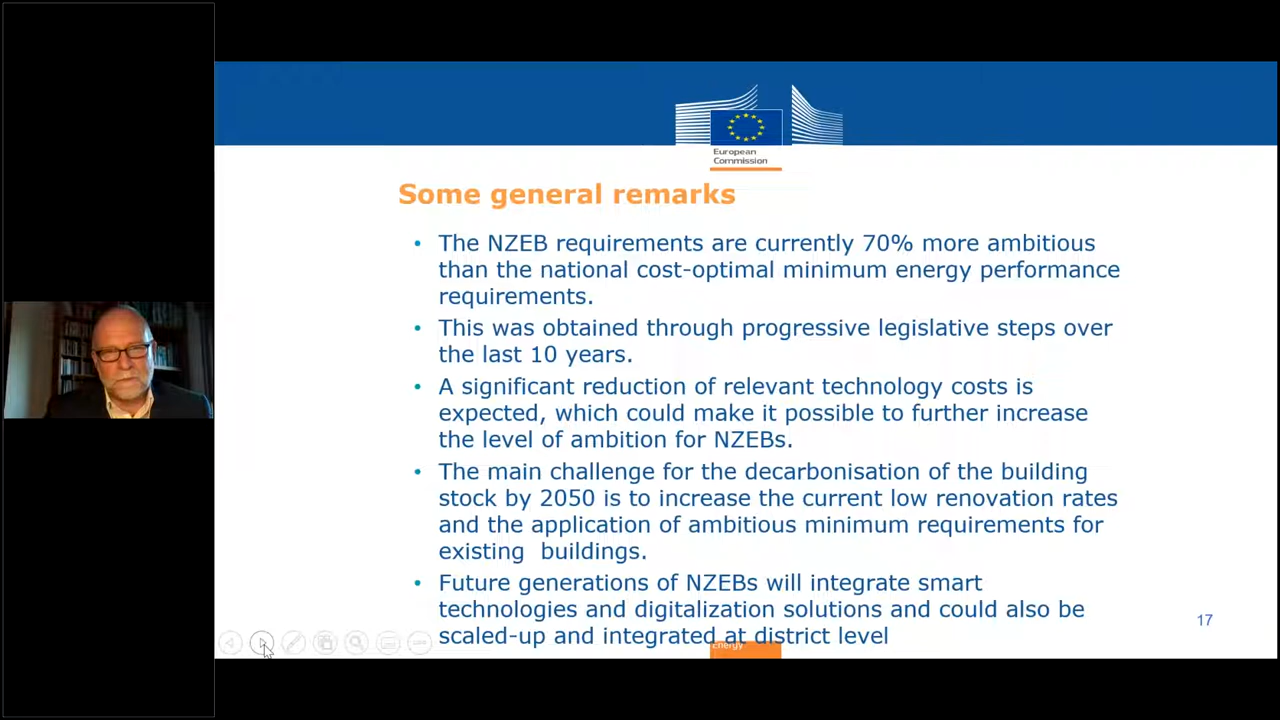 European
Commission
Some general remarks
• The NZEB requirements are currently 70% more ambitious
than the national cost-optimal minimum energy performance
requirements.
• This was obtained through progressive legislative steps over
the last 10 years.
• A significant reduction of relevant technology costs is
expected, which could make it possible to further increase
the level of ambition for NZEBs.
• The main challenge for the decarbonisation of the building
stock by 2050 is to increase the current low renovation rates
and the application of ambitious minimum requirements for
existing  buildings.
• Future generations of NZEBs will integrate smart
technologies and digitalization solutions and could also be
scaled-up and integrated at district level
17
Energy